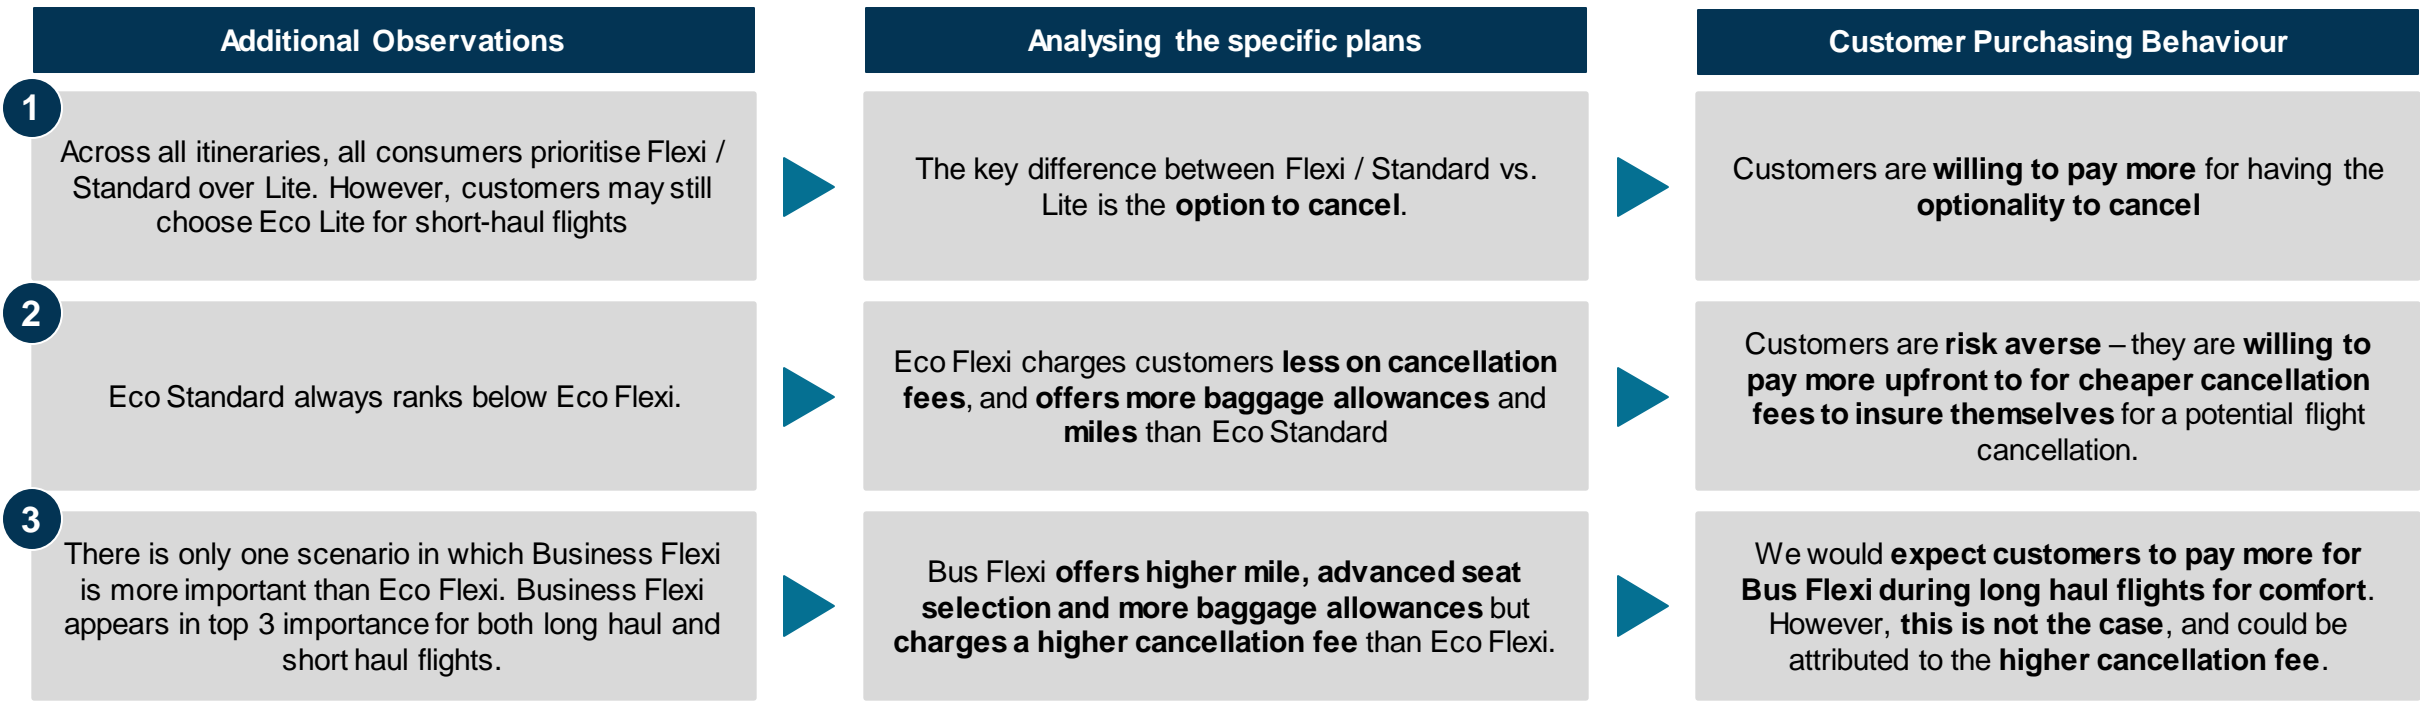 Additional Observations
Analysing the specific plans
Customer Purchasing Behaviour
1
Across all itineraries, all consumers prioritise Flexi /
Standard over Lite. However, customers may still
choose Eco Lite for short-haul flights
The key difference between Flexi / Standard vs.
Lite is the option to cancel.
Customers are willing to pay more for having the
optionality to cancel
2
Eco Standard always ranks below Eco Flexi.
Eco Flexi charges customers less on cancellation
fees, and offers more baggage allowances and
miles than Eco Standard
Customers are risk averse – they are willing to
pay more upfront to for cheaper cancellation
fees to insure themselves for a potential flight
cancellation.
3
There is only one scenario in which Business Flexi
is more important than Eco Flexi. Business Flexi
appears in top 3 importance for both long haul and
short haul flights.
Bus Flexi offers higher mile, advanced seat
selection and more baggage allowances but
charges a higher cancellation fee than Eco Flexi.
We would expect customers to pay more for
Bus Flexi during long haul flights for comfort.
However, this is not the case, and could be
attributed to the higher cancellation fee.